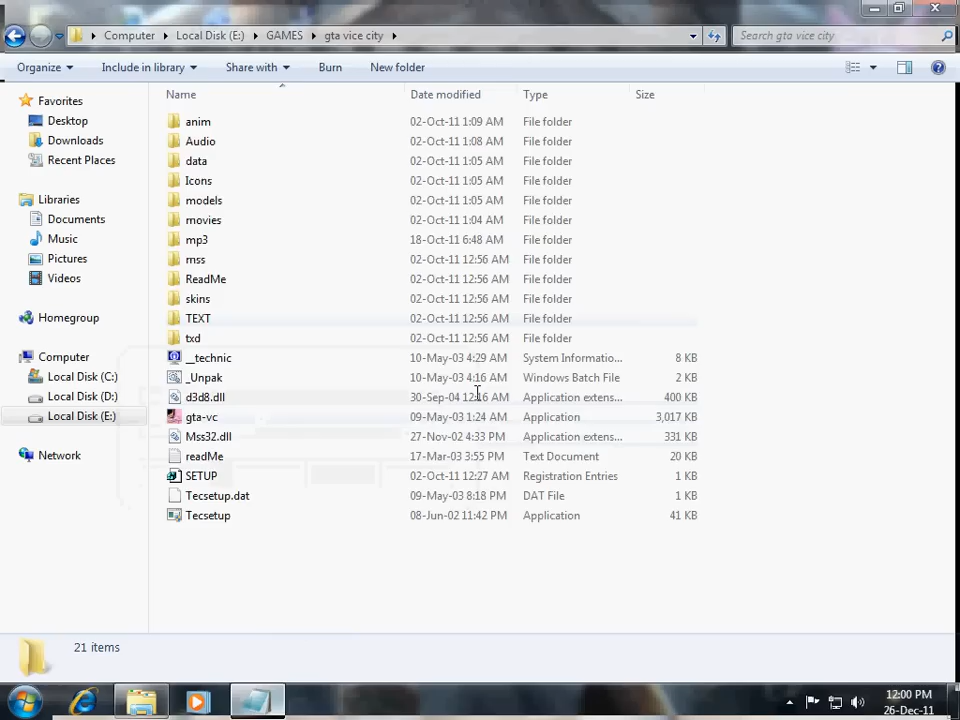 Computer Local Disk (E:) GAMES gta vice city Search gta vice city
Organize Include in library Share with Burn New folder
Name Date modified Type Size
Favorites
Desktop
Downloads
Recent Places
Libraries
Documents
Music
Pictures
Videos
Homegroup
Computer
Local Disk (C:)
Local Disk (D:)
Local Disk (E:)
Network
anim 02-Oct-11 1:09 AM File folder
Audio 02-Oct-11 1:08 AM File folder
data 02-Oct-11 1:05 AM File folder
Icons 02-Oct-11 1:05 AM File folder
models 02-Oct-11 1:05 AM File folder
movies 02-Oct-11 1:04 AM File folder
mp3 18-Oct-11 6:48 AM File folder
mss 02-Oct-11 12:56 AM File folder
ReadMe 02-Oct-11 12:56 AM File folder
skins 02-Oct-11 12:56 AM File folder
TEXT 02-Oct-11 12:56 AM File folder
txd 02-Oct-11 12:56 AM File folder
__technic 10-May-03 4:29 AM System Informatio... 8 KB
_Unpak 10-May-03 4:16 AM Windows Batch File 2 KB
d3d8.dll 30-Sep-04 12:16 AM Application extens... 400 KB
gta-vc 09-May-03 1:24 AM Application 3,017 KB
Mss32.dll 27-Nov-02 4:33 PM Application extens... 331 KB
readMe 17-Mar-03 3:55 PM Text Document 20 KB
SETUP 02-Oct-11 12:27 AM Registration Entries 1 KB
Tecsetup.dat 09-May-03 8:18 PM DAT File 1 KB
Tecsetup 08-Jun-02 11:42 PM Application 41 KB
21 items
12:00 PM
26-Dec-11